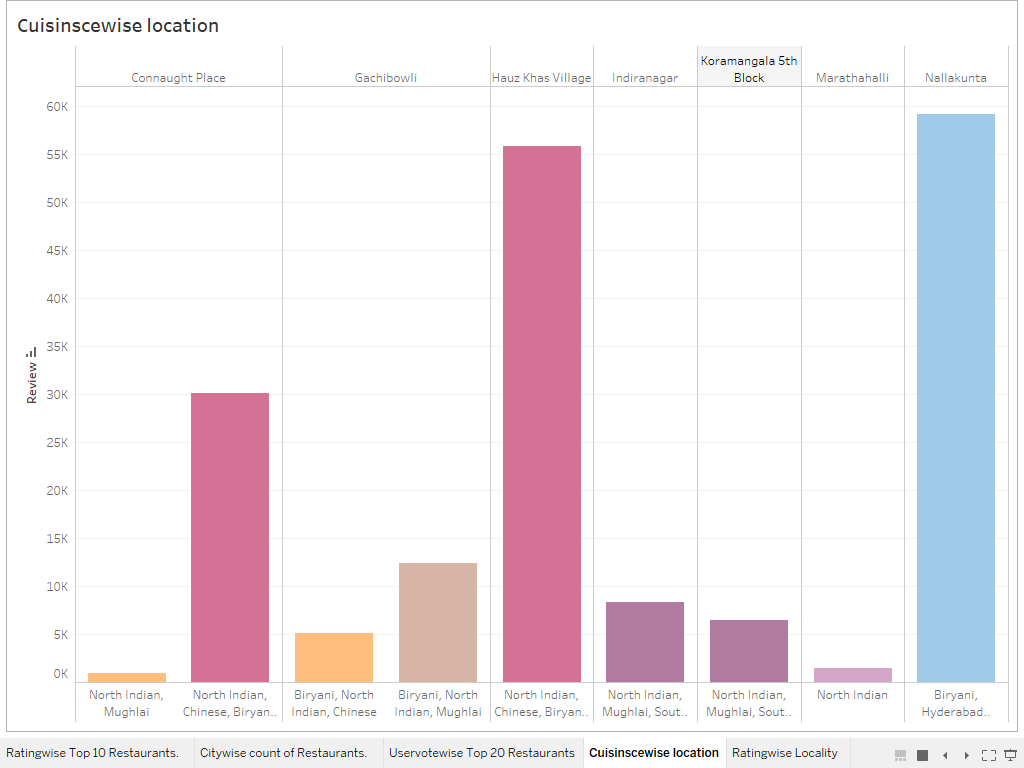 Cuisinscewise location
Connaught Place
Gachibowli
Hauz Khas Village
Indiranagar
Koramangala 5th
Block
Marathahalli
Nallakunta
60K
55K
50K
45K
40K
35K
30K
25K
20K
15K
10K
5K
0K
Review
North Indian,
Mughlai
North Indian,
Chinese, Biryan..
Biryani, North
Indian, Chinese
Biryani, North
Indian, Mughlai
North Indian,
Chinese, Biryan..
North Indian,
Mughlai, Sout..
North Indian,
Mughlai, Sout..
North Indian
Biryani,
Hyderabad..
Ratingwise Top 10 Restaurants.
Citywise count of Restaurants.
Uservotewise Top 20 Restaurants
Cuisinscewise location
Ratingwise Locality